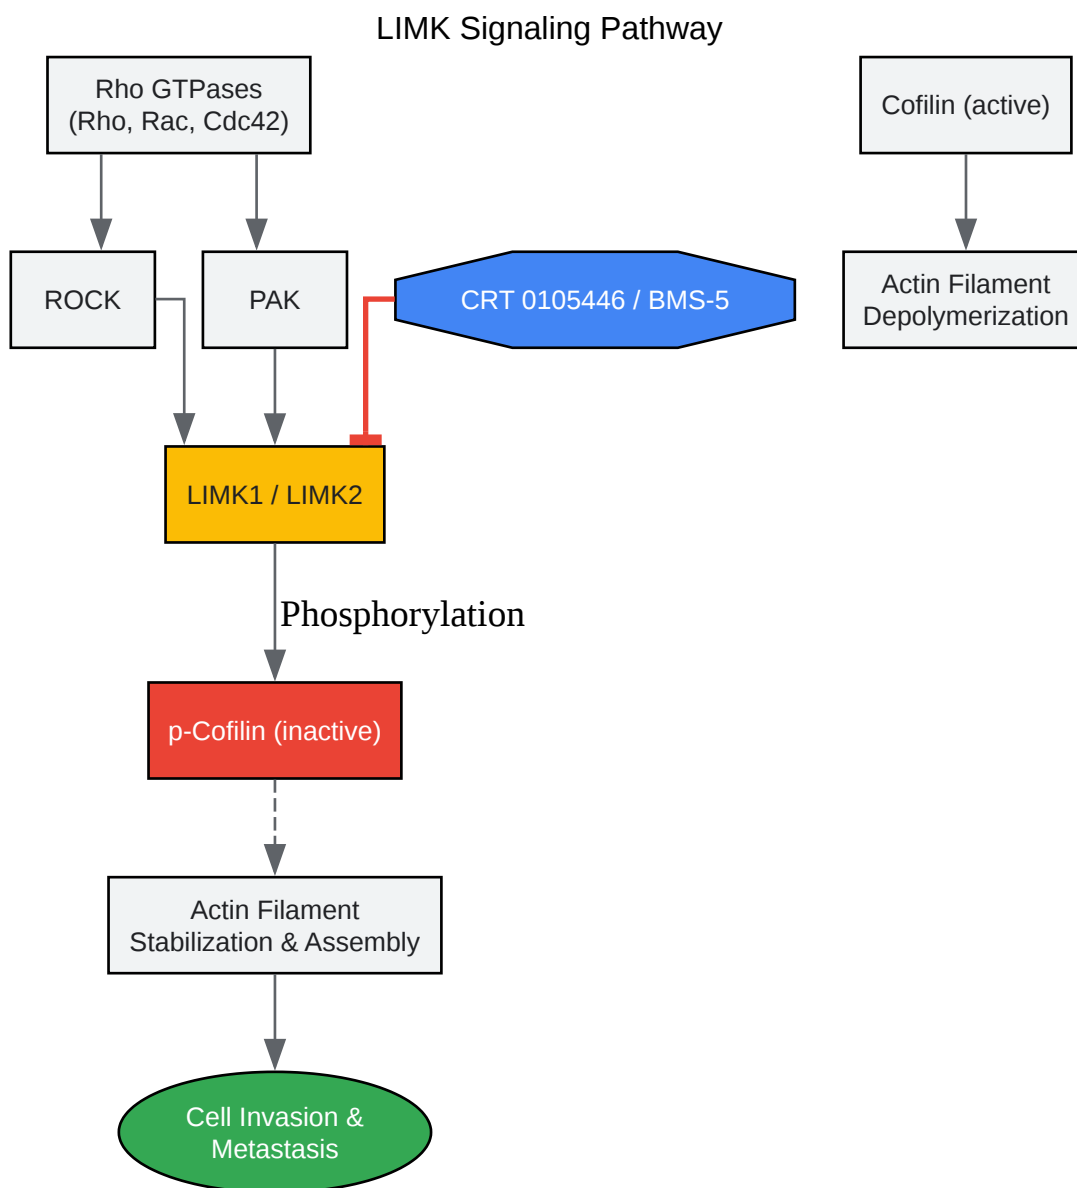 LIMK Signaling Pathway
Rho GTPases
(Rho, Rac, Cdc42)
Cofilin (active)
ROCK
PAK
CRT 0105446 / BMS-5
Actin Filament
Depolymerization
LIMK1 / LIMK2
Phosphorylation
p-Cofilin (inactive)
Actin Filament
Stabilization & Assembly
Cell Invasion &
Metastasis